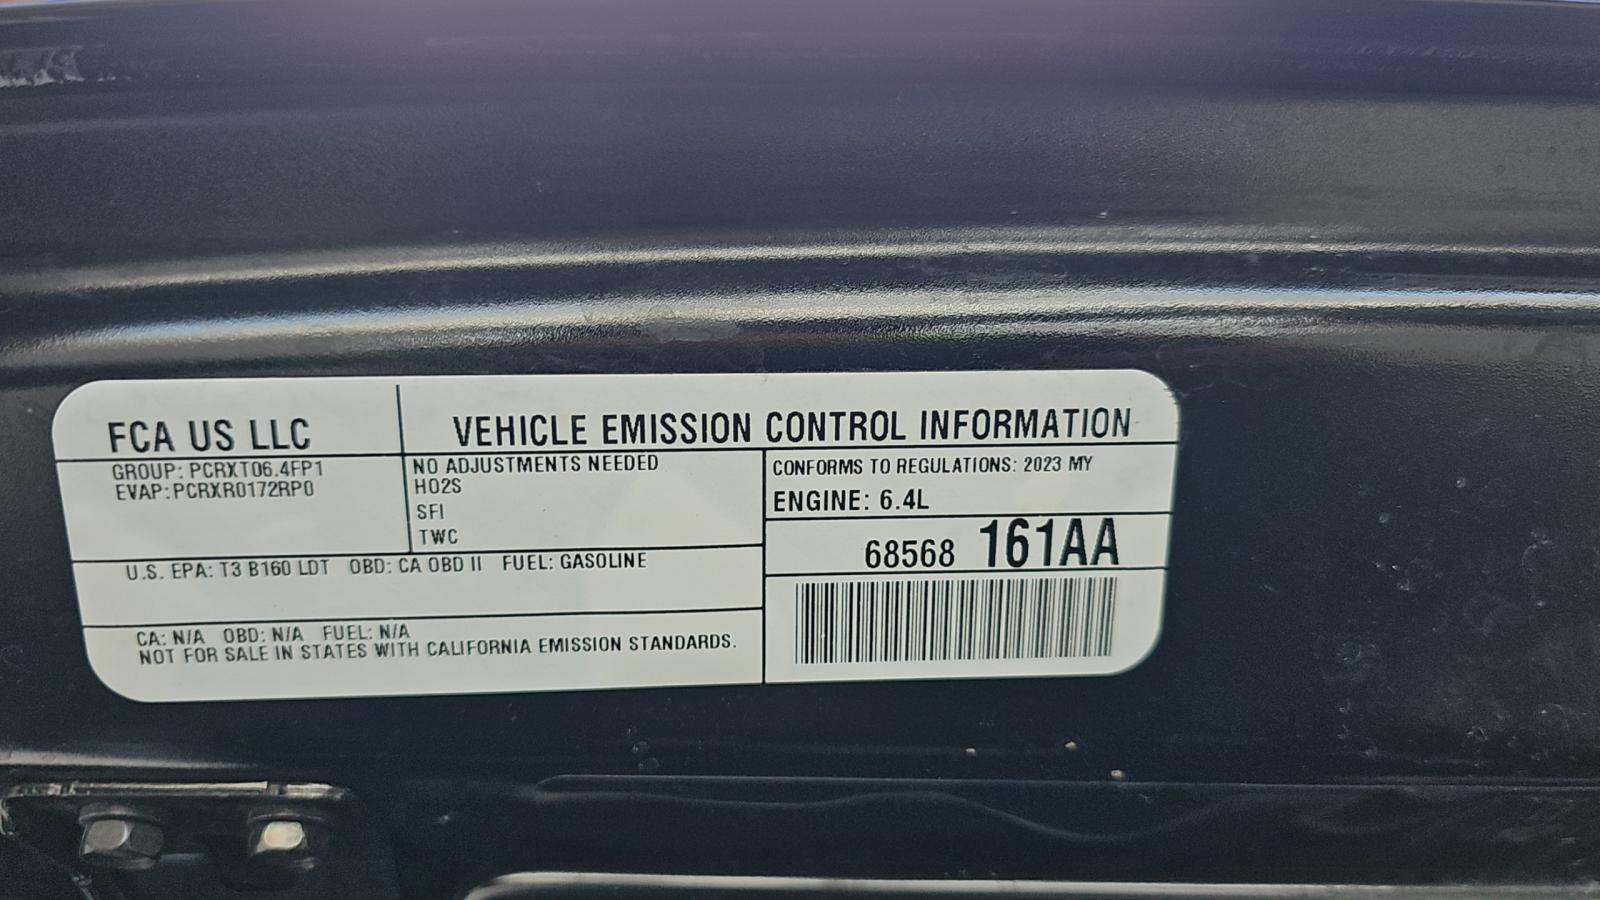 FCA US LLC
VEHICLE EMISSION CONTROL INFORMATION
GROUP: PCRXT06.4FP1
EVAP: PCRXR0172RP0
NO ADJUSTMENTS NEEDED
HO2S
SFI
TWC
CONFORMS TO REGULATIONS: 2023 MY
ENGINE: 6.4L
68568 161AA
U.S. EPA: T3 B160 LDT OBD: CA OBD II FUEL: GASOLINE
CA: N/A OBD: N/A FUEL: N/A
NOT FOR SALE IN STATES WITH CALIFORNIA EMISSION STANDARDS.